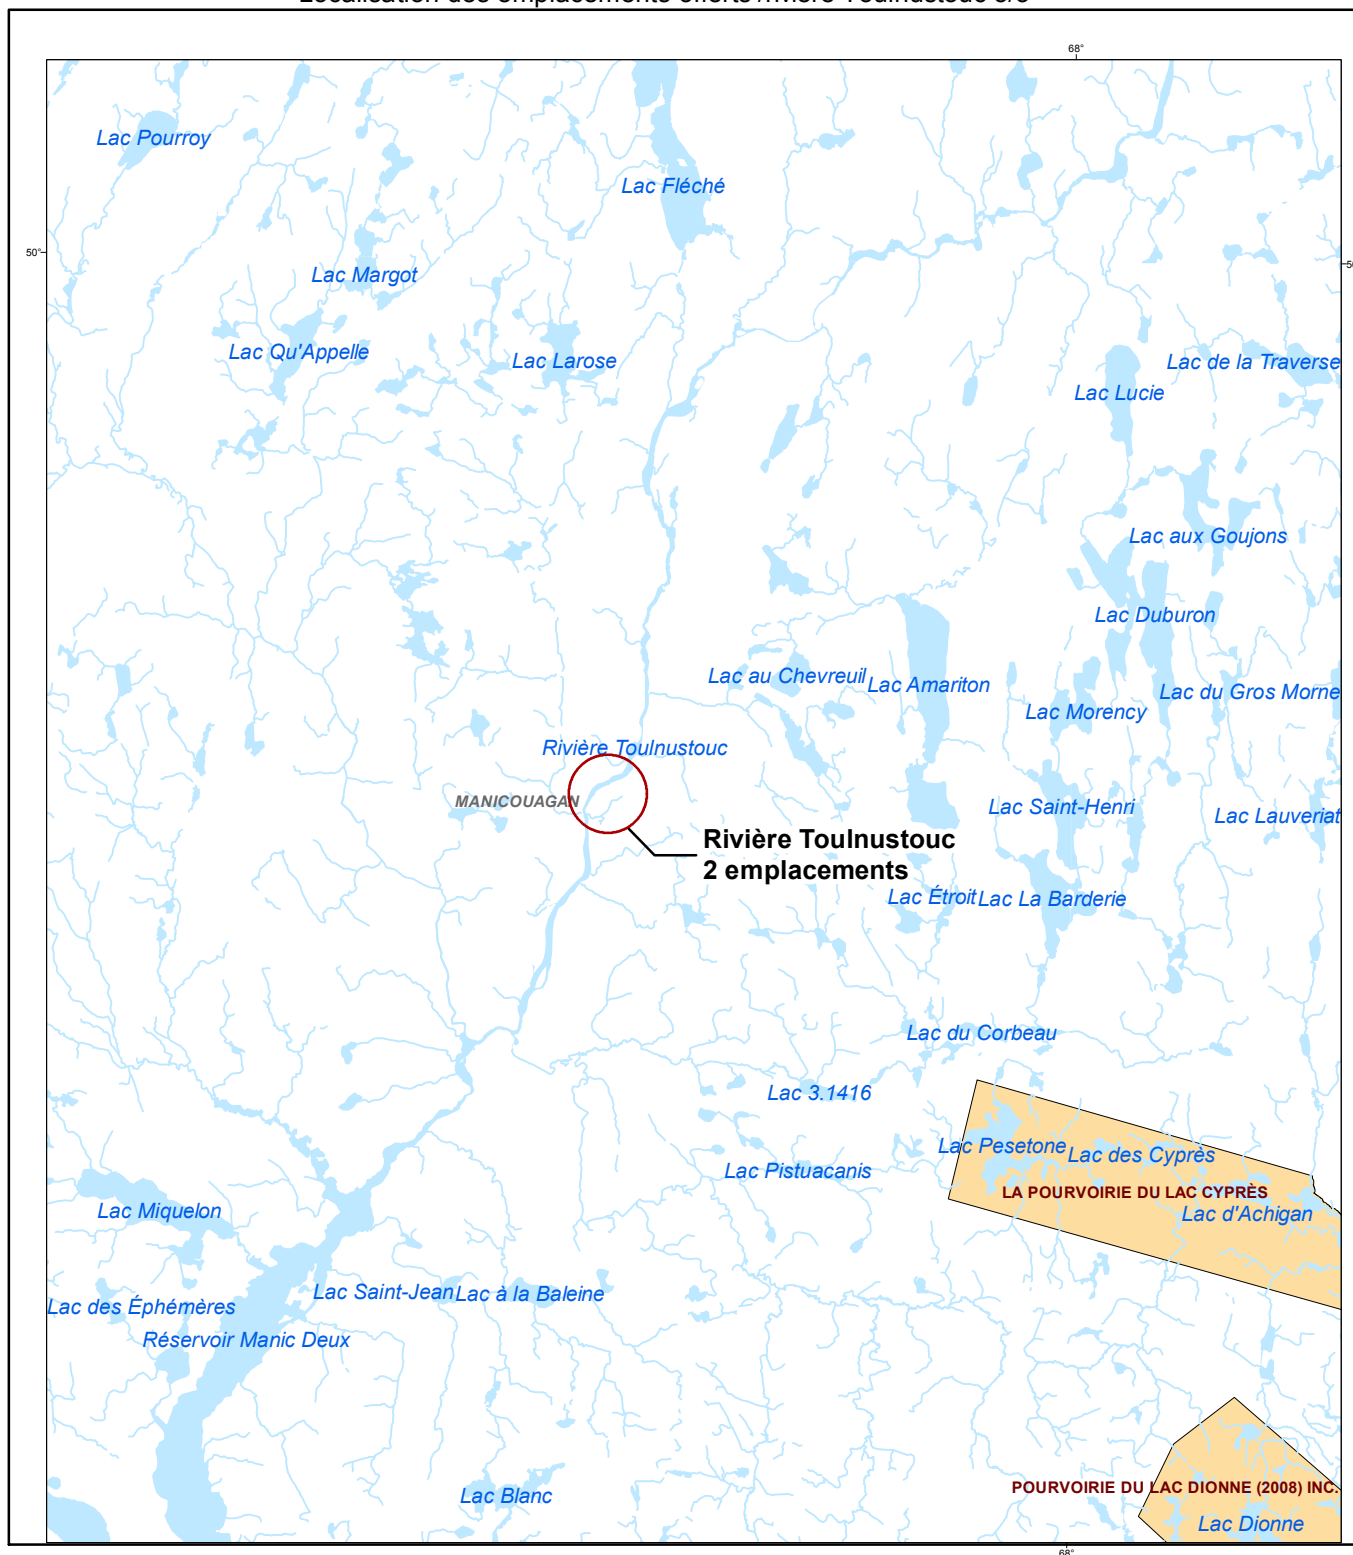 68°
Lac Pourroy
Lac Fléché
50°
Lac Margot
Lac Qu'Appelle
Lac Larose
Lac de la Traverse
Lac Lucie
Lac aux Goujons
Lac Duburon
Lac au Chevreuil
Lac Amariton
Lac du Gros Morne
Lac Morency
Rivière Toulnustouc
MANICOUAGAN
Lac Saint-Henri
Lac Lauveriat
Rivière Toulnustouc
2 emplacements
Lac Étroit
Lac La Barderie
Lac du Corbeau
Lac 3.1416
Lac Pesetone
Lac des Cyprès
Lac Pistuacanis
LA POURVOIRIE DU LAC CYPRÈS
Lac Miquelon
Lac d'Achigan
Lac Saint-Jean
Lac à la Baleine
Lac des Éphémères
Réservoir Manic Deux
POURVOIRIE DU LAC DIONNE (2008) INC.
Lac Blanc
Lac Dionne
68°